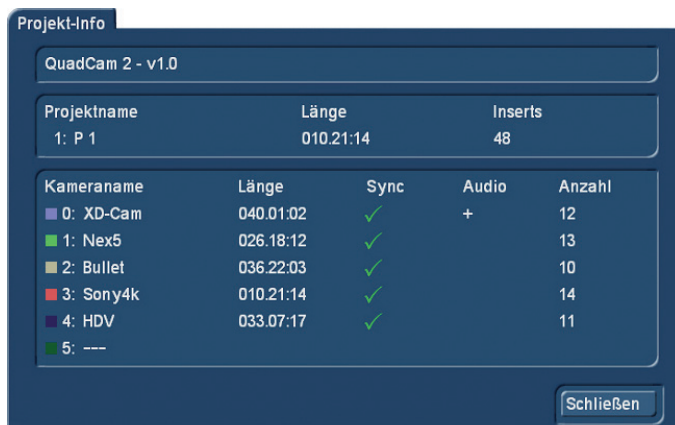 Projekt-Info
QuadCam 2 - v1.0
Projektname Länge Inserts
1: P 1 010.21:14 48
Kameraname Länge Sync Audio Anzahl
0: XD-Cam 040.01:02 ✓ + 12
1: Nex5 026.18:12 ✓ 13
2: Bullet 036.22:03 ✓ 10
3: Sony4k 010.21:14 ✓ 14
4: HDV 033.07:17 ✓ 11
5: ---
Schließen